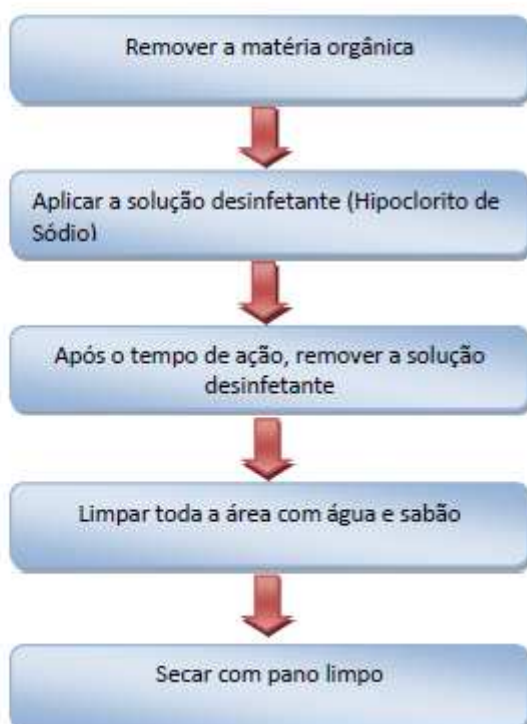 Remover a matéria orgânica
Aplicar a solução desinfetante (Hipoclorito de
Sódio)
Após o tempo de ação, remover a solução
desinfetante
Limpar toda a área com água e sabão
Secar com pano limpo